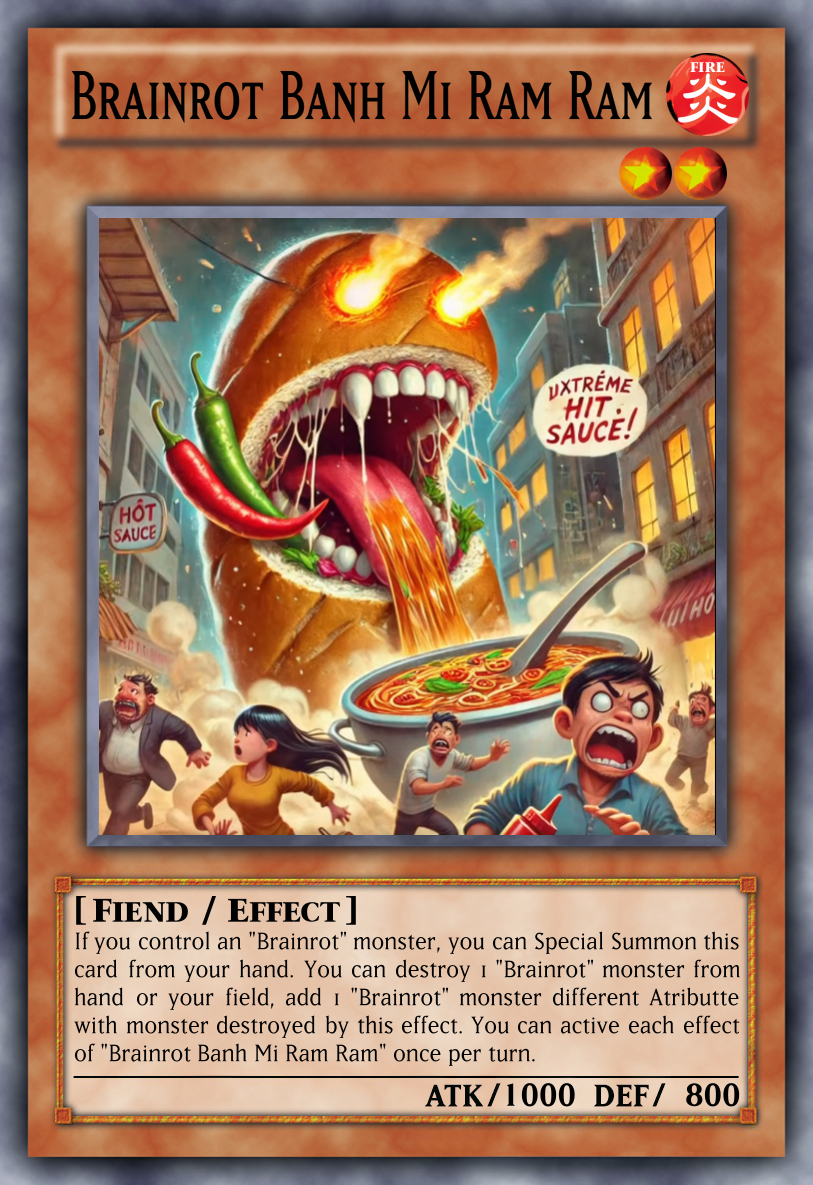 Brainrot Banh Mi Ram Ram
FIRE
炎
UXTRÉME
HIT.
SAUCE!
HÔT
SAUCE
[ Fiend / Effect ]
If you control an "Brainrot" monster, you can Special Summon this
card from your hand. You can destroy 1 "Brainrot" monster from
hand or your field, add 1 "Brainrot" monster different Atributte
with monster destroyed by this effect. You can active each effect
of "Brainrot Banh Mi Ram Ram" once per turn.
ATK/1000 DEF/ 800